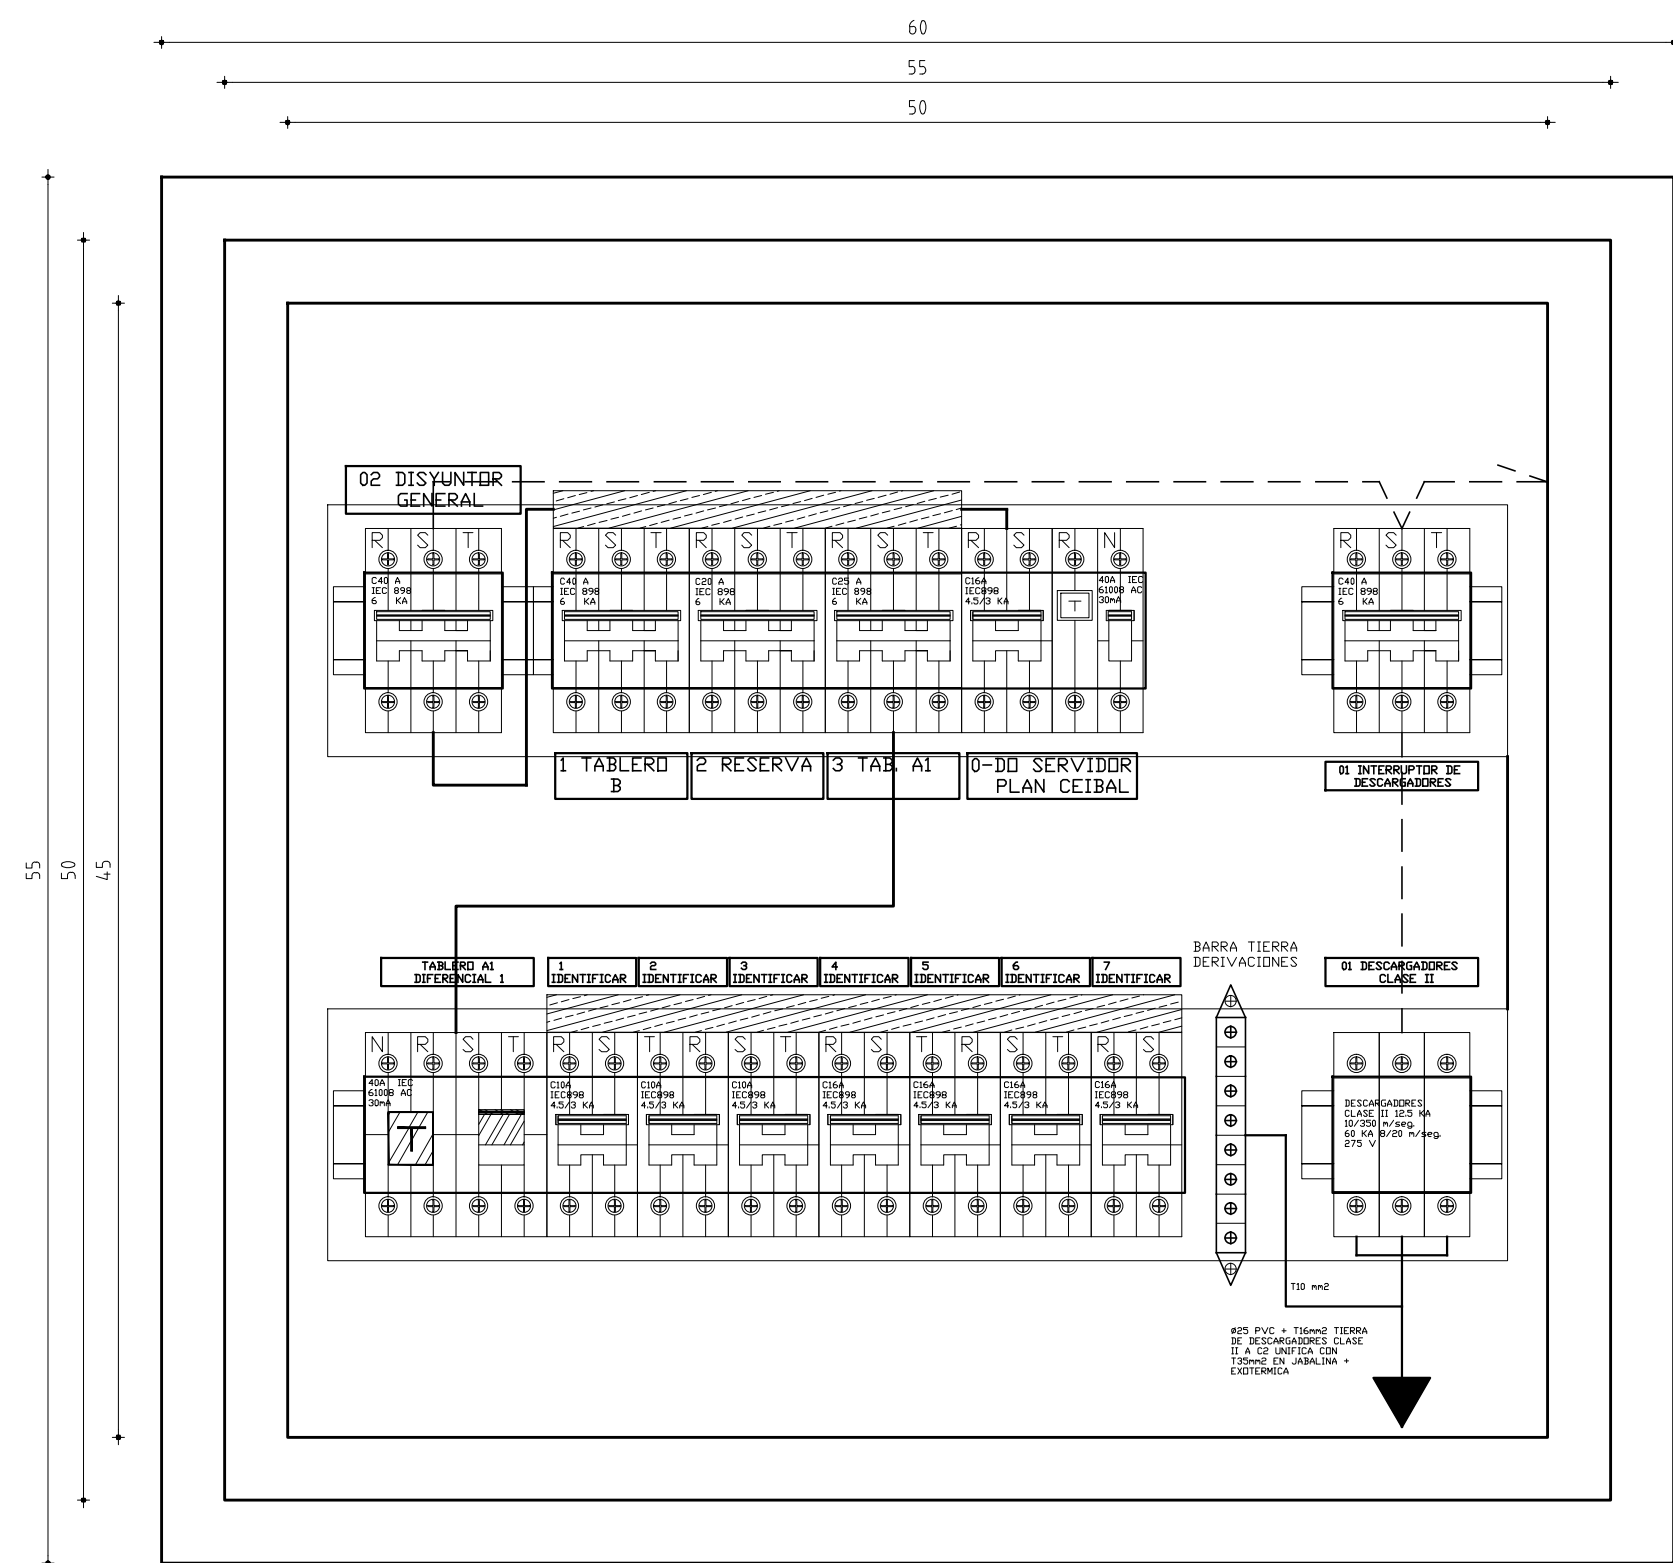 60
55
50
55
50
45
02 DISYUNTOR
GENERAL
R S T
R S T R S T R S T R S R N
R S T
C40 A
IEC 898
6 KA
C40 A
IEC 898
6 KA
C20 A
IEC 898
6 KA
C25 A
IEC 898
6 KA
C16A
IEC898
4.5/3 KA
T
40A IEC
61008 AC
30mA
C40 A
IEC 898
6 KA
1 TABLERO
B
2 RESERVA
3 TAB. A1
0-DO SERVIDOR
PLAN CEIBAL
01 INTERRUPTOR DE
DESCARGADORES
TABLERO A1
DIFERENCIAL 1
1
IDENTIFICAR
2
IDENTIFICAR
3
IDENTIFICAR
4
IDENTIFICAR
5
IDENTIFICAR
6
IDENTIFICAR
7
IDENTIFICAR
BARRA TIERRA
DERIVACIONES
01 DESCARGADORES
CLASE II
N R S T R S T R S T R S T R S T R S
40A IEC
61008 AC
30mA
T
C10A
IEC898
4.5/3 KA
C10A
IEC898
4.5/3 KA
C10A
IEC898
4.5/3 KA
C16A
IEC898
4.5/3 KA
C16A
IEC898
4.5/3 KA
C16A
IEC898
4.5/3 KA
C16A
IEC898
4.5/3 KA
DESCARGADORES
CLASE II 12.5 KA
10/350 m/seg.
60 KA 8/20 m/seg.
275 V
T10 mm2
Ø25 PVC + T16mm2 TIERRA
DE DESCARGADORES CLASE
II A C2 UNIFICA CON
T35mm2 EN JABALINA +
EXOTERMICA